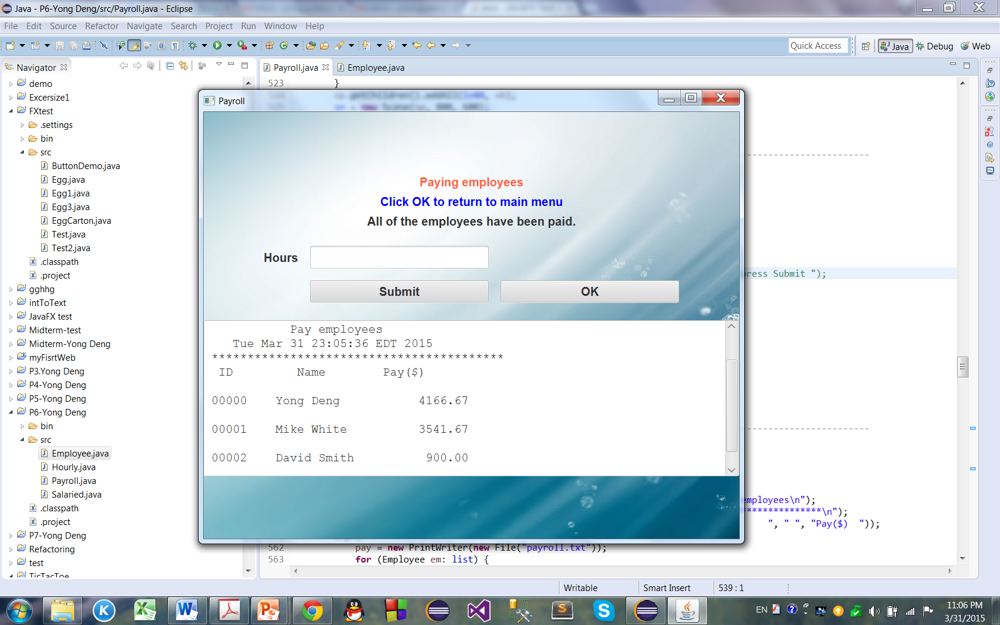 Java - P6-Yong Deng/src/Payroll.java - Eclipse
File Edit Source Refactor Navigate Search Project Run Window Help
Quick Access Java Debug Web
Navigator
demo
Excersize1
FXtest
.settings
bin
src
ButtonDemo.java
Egg.java
Egg1.java
Egg3.java
EggCarton.java
Test.java
Test2.java
.classpath
.project
gghhg
intToText
JavaFX test
Midterm-test
Midterm-Yong Deng
myFisrtWeb
P3.Yong Deng
P4-Yong Deng
P5-Yong Deng
P6-Yong Deng
bin
src
Employee.java
Hourly.java
Payroll.java
Salaried.java
.classpath
.project
P7-Yong Deng
Refactoring
test
TicTacToe
Payroll.java Employee.java
523 }
Payroll
Paying employees
Click OK to return to main menu
All of the employees have been paid.
Hours
Submit OK
Pay employees
Tue Mar 31 23:05:36 EDT 2015
*****************************************
ID Name Pay($)
00000 Yong Deng 4166.67
00001 Mike White 3541.67
00002 David Smith 900.00
ress Submit ");
mployees\n");
***************\n");
", " ", "Pay($)  "));
562 pay = new PrintWriter(new File("payroll.txt"));
563 for (Employee em: list) {
Writable Smart Insert 539 : 1
EN
11:06 PM
3/31/2015